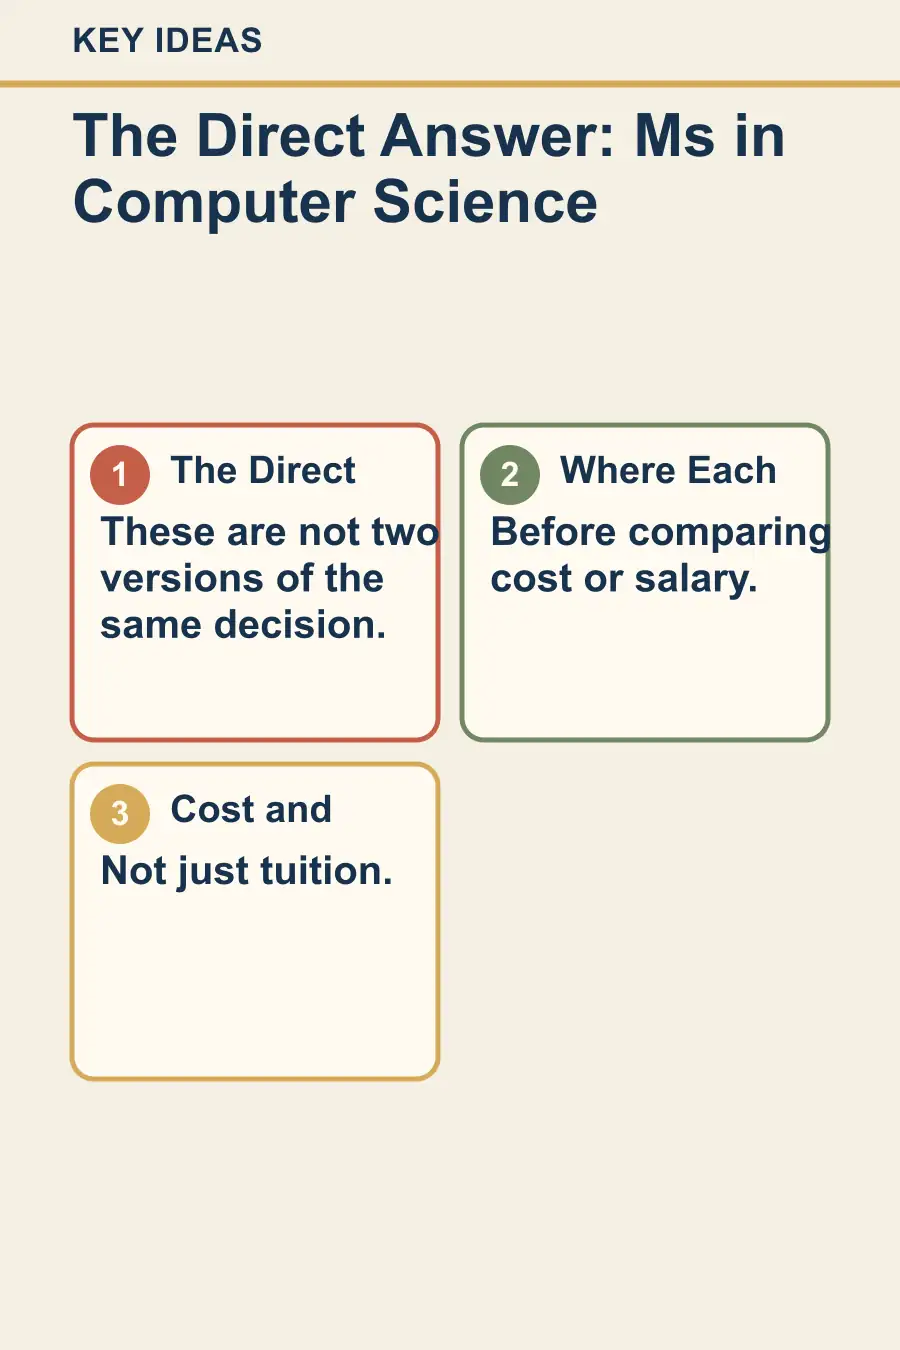 KEY IDEAS
The Direct Answer: Ms in
Computer Science
1 The Direct
These are not two
versions of the
same decision.
2 Where Each
Before comparing
cost or salary.
3 Cost and
Not just tuition.